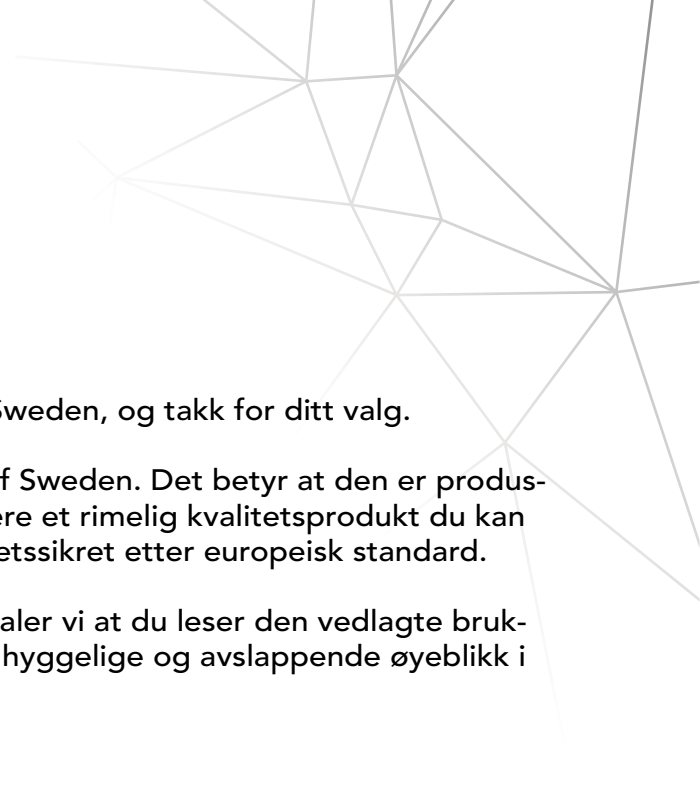 Sweden, og takk for ditt valg.
f Sweden. Det betyr at den er produs-
ere et rimelig kvalitetsprodukt du kan
etssikret etter europeisk standard.
aler vi at du leser den vedlagte bruk-
hyggelige og avslappende øyeblikk i